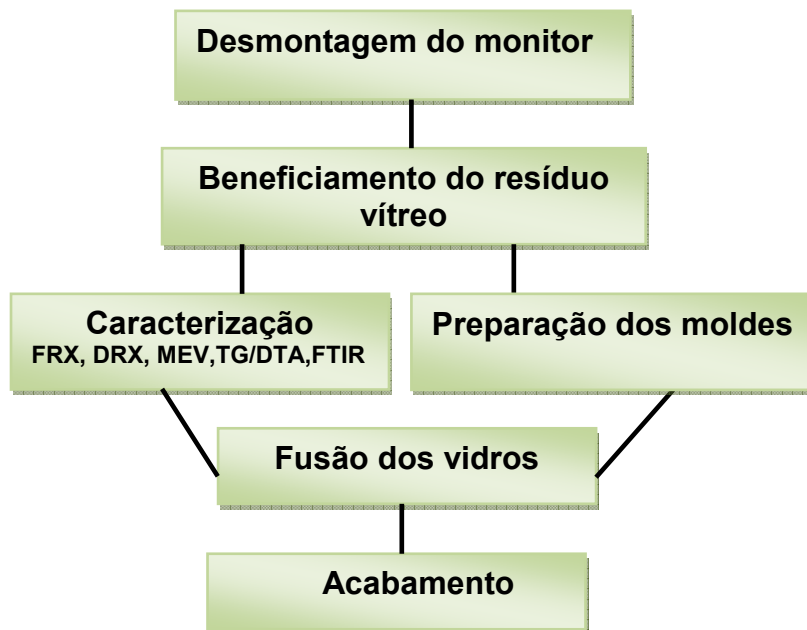 Desmontagem do monitor
Beneficiamento do resíduo
vítreo
Caracterização
FRX, DRX, MEV,TG/DTA,FTIR
Preparação dos moldes
Fusão dos vidros
Acabamento